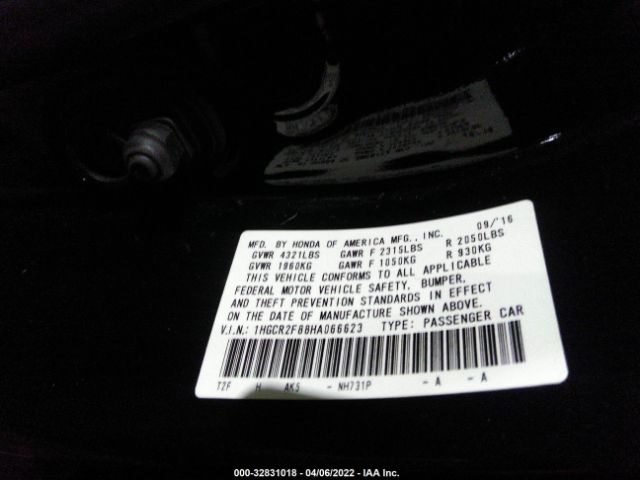 MFD. BY HONDA OF AMERICA MFG., INC. 09/'16
GVWR 4321LBS GAWR F 2315LBS R 2050LBS
GVWR 1960KG GAWR F 1050KG R 930KG
THIS VEHICLE CONFORMS TO ALL APPLICABLE
FEDERAL MOTOR VEHICLE SAFETY, BUMPER,
AND THEFT PREVENTION STANDARDS IN EFFECT
ON THE DATE OF MANUFACTURE SHOWN ABOVE.
V.I.N.: 1HGCR2F88HA066623 TYPE: PASSENGER CAR
T2F H AK5 - NH731P - A - A
000-32831018 - 04/06/2022 - IAA Inc.